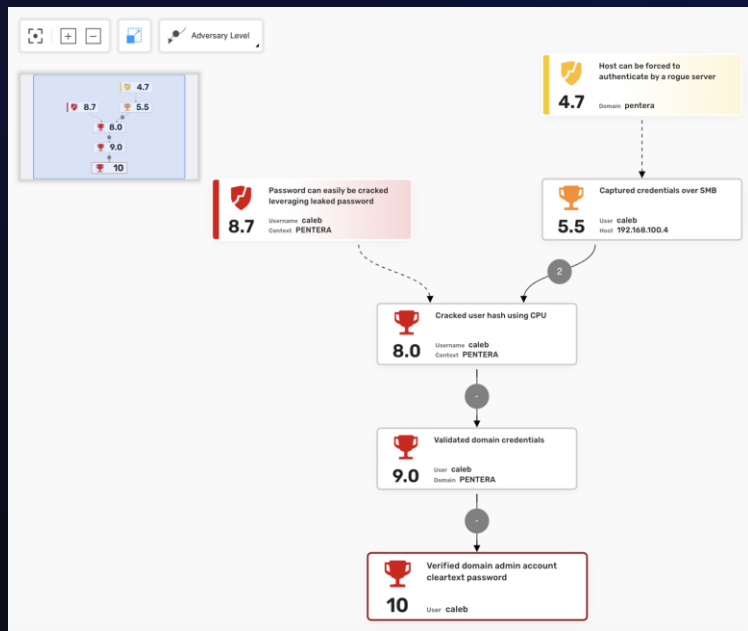 Adversary Level
4.7
8.7
5.5
8.0
9.0
10
Host can be forced to
authenticate by a rogue server
4.7
Domain pentera
Password can easily be cracked
leveraging leaked password
8.7
Username caleb
Context PENTERA
Captured credentials over SMB
5.5
User caleb
Host 192.168.100.4
2
Cracked user hash using CPU
8.0
Username caleb
Context PENTERA
-
Validated domain credentials
9.0
User caleb
Domain PENTERA
-
Verified domain admin account
cleartext password
10
User caleb